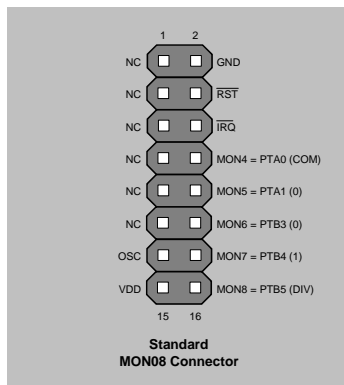 1 2
NC GND
NC RST
NC IRQ
NC MON4 = PTA0 (COM)
NC MON5 = PTA1 (0)
NC MON6 = PTB3 (0)
OSC MON7 = PTB4 (1)
VDD MON8 = PTB5 (DIV)
15 16
Standard
MON08 Connector